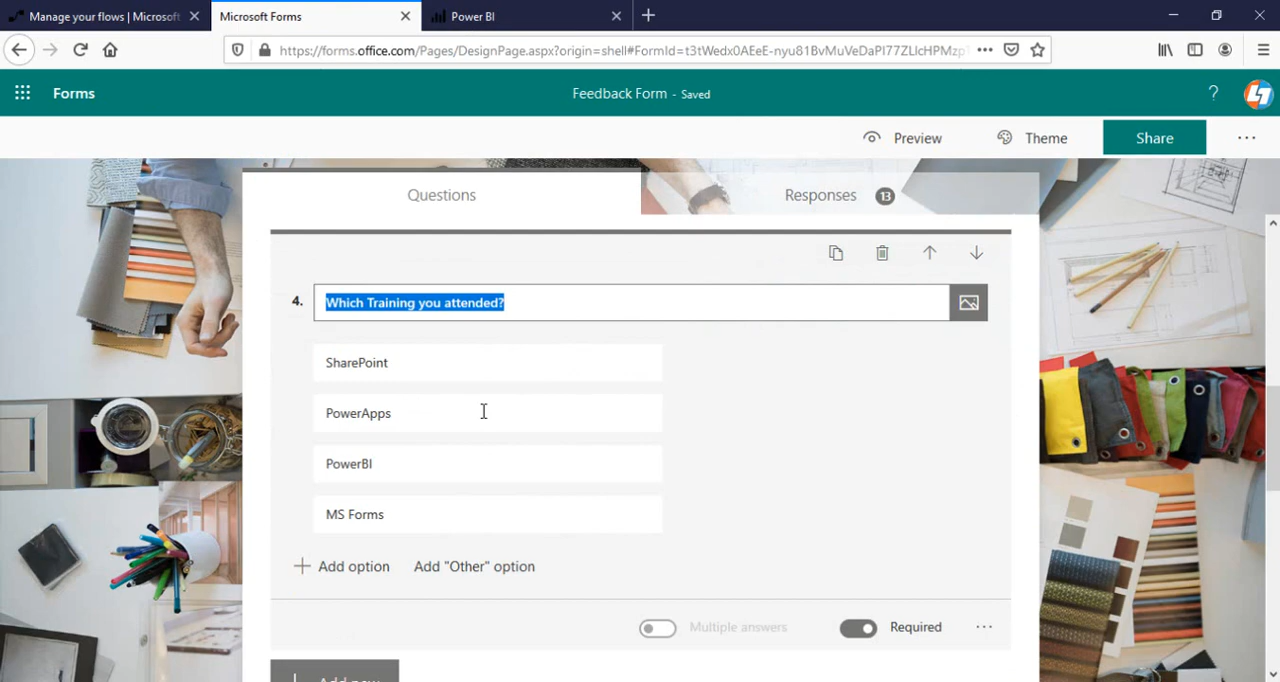 Manage your flows | Microsoft
Microsoft Forms
Power BI
https://forms.office.com/Pages/DesignPage.aspx?origin=shell#FormId=t3tWedx0AEeE-nyu81BvMuVeDaPI77ZLlcHPMzp
Forms
Feedback Form - Saved
?
Preview
Theme
Share
Questions
Responses 13
4. Which Training you attended?
SharePoint
PowerApps
PowerBI
MS Forms
Add option
Add "Other" option
Multiple answers
Required
Add new